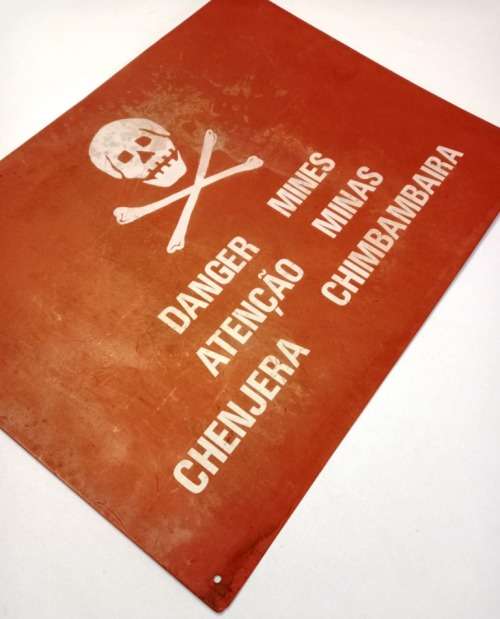 DANGER MINES
ATENÇÃO MINAS
CHENJERA CHIMBAMBAIRA